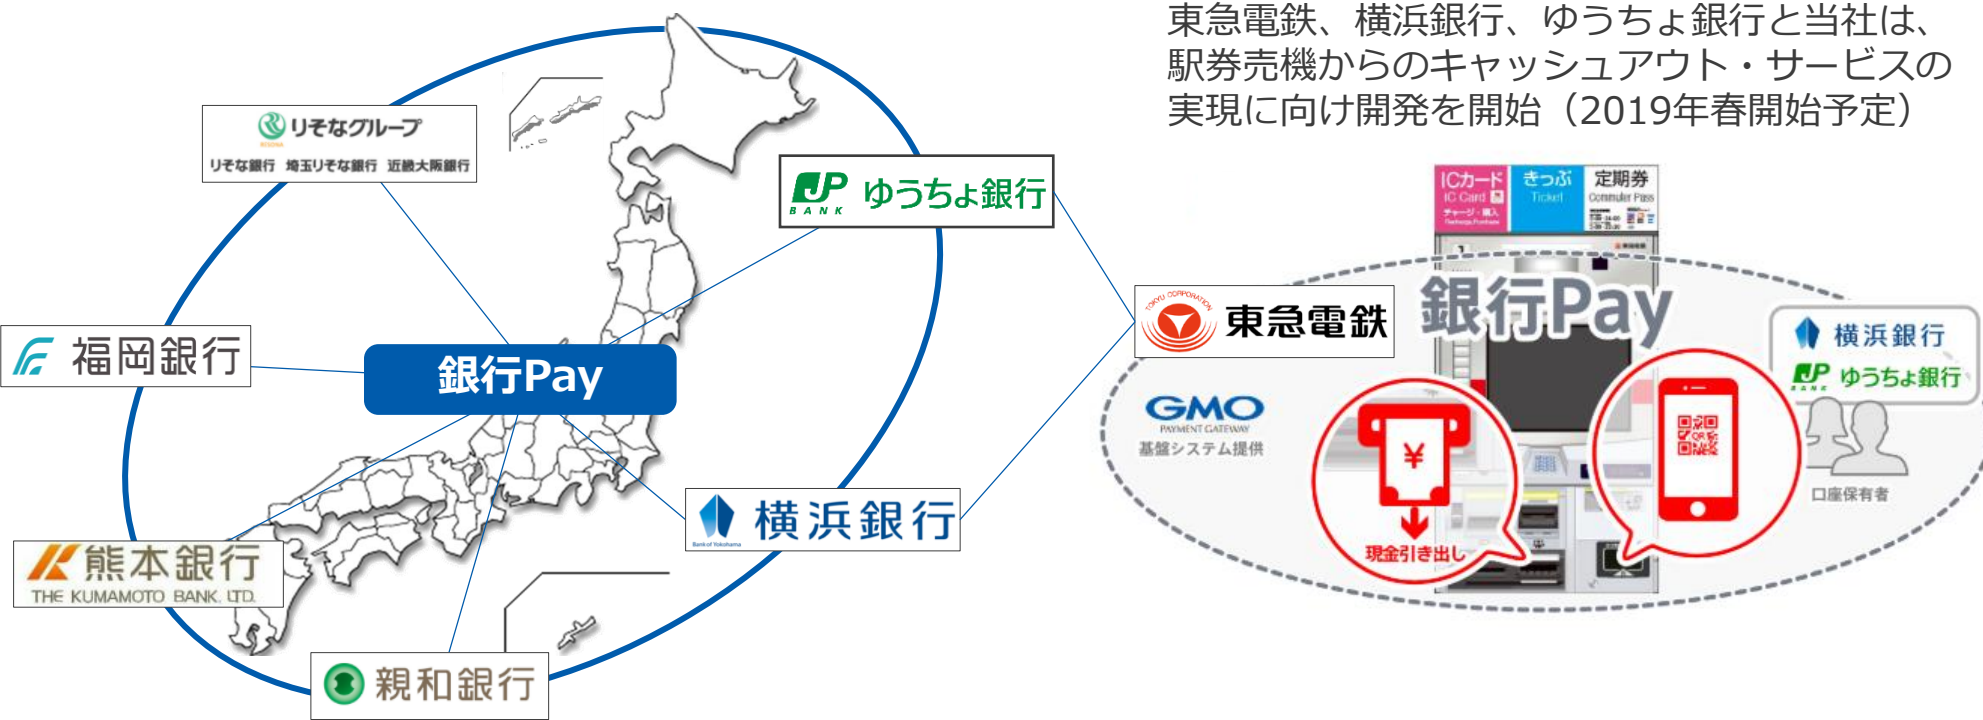 東急電鉄、横浜銀行、ゆうちょ銀行と当社は、
駅券売機からのキャッシュアウト・サービスの
実現に向け開発を開始（2019年春開始予定）
りそなグループ
りそな銀行 埼玉りそな銀行 近畿大阪銀行
JP
BANK
ゆうちょ銀行
福岡銀行
銀行Pay
熊本銀行
THE KUMAMOTO BANK. LTD.
横浜銀行
Bank of Yokohama
親和銀行
TOKYU CORPORATION
東急電鉄
ICカード
IC Card
チャージ・購入
きっぷ
Ticket
定期券
Commuter Pass
1
銀行Pay
横浜銀行
JP
BANK
ゆうちょ銀行
GMO
PAYMENT GATEWAY
基盤システム提供
¥
現金引き出し
口座保有者